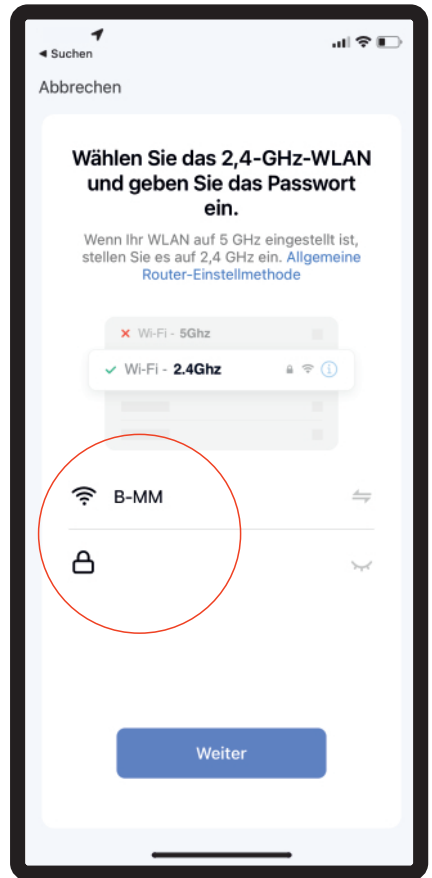 ◀ Suchen
Abbrechen
Wählen Sie das 2,4-GHz-WLAN
und geben Sie das Passwort
ein.
Wenn Ihr WLAN auf 5 GHz eingestellt ist,
stellen Sie es auf 2,4 GHz ein. Allgemeine
Router-Einstellmethode
Wi-Fi - 5Ghz
Wi-Fi - 2.4Ghz
B-MM
Weiter